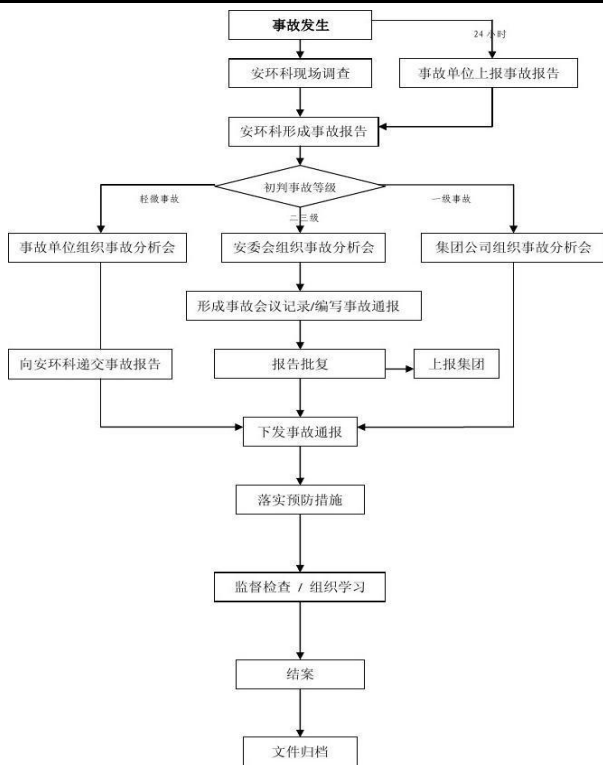 事故发生
24 小时
安环科现场调查
事故单位上报事故报告
安环科形成事故报告
初判事故等级
轻微事故
一级事故
二三级
事故单位组织事故分析会
安委会组织事故分析会
集团公司组织事故分析会
形成事故会议记录/编写事故通报
向安环科递交事故报告
报告批复
上报集团
下发事故通报
落实预防措施
监督检查 / 组织学习
结案
文件归档